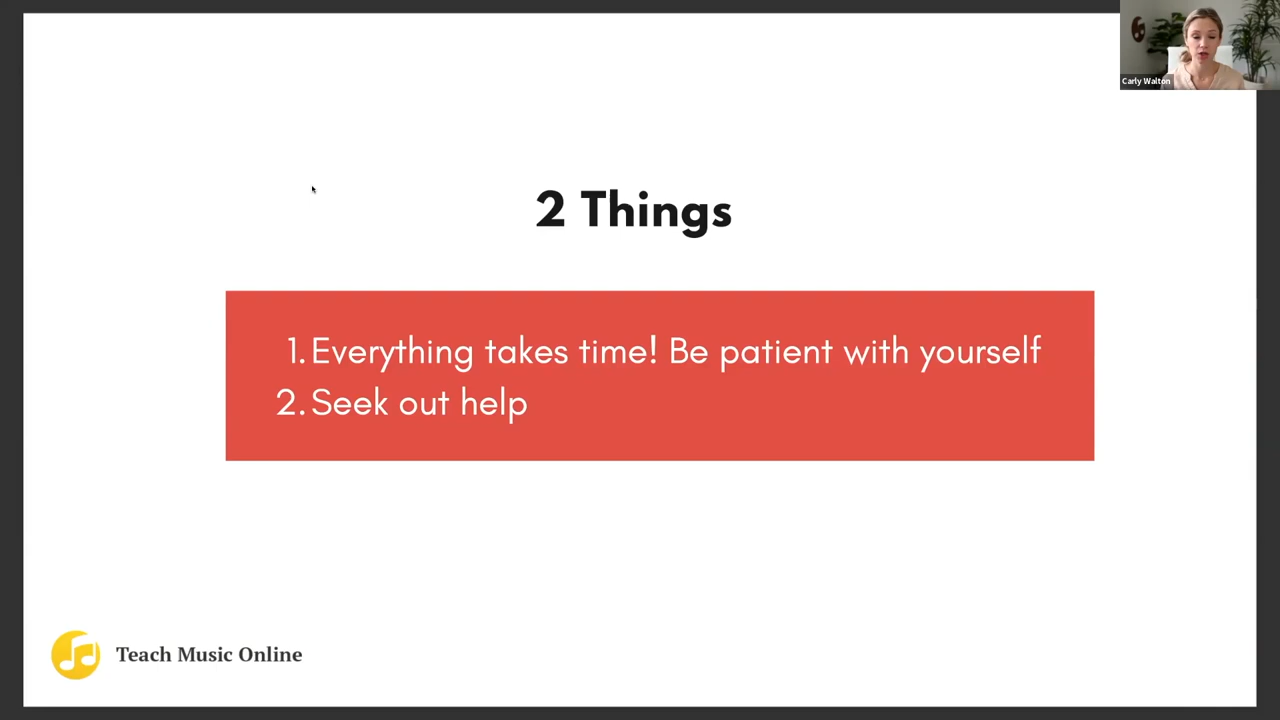 Carly Walton
2 Things
1. Everything takes time! Be patient with yourself
2. Seek out help
Teach Music Online